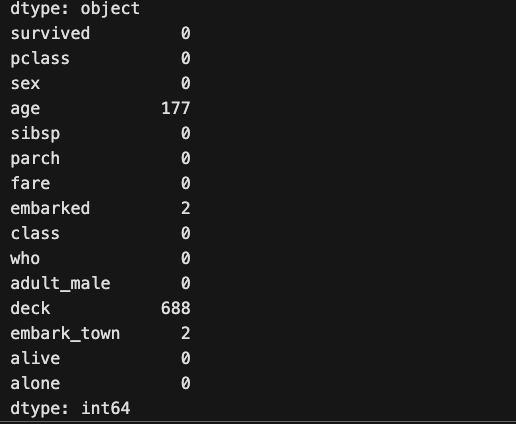 dtype: object
survived 0
pclass 0
sex 0
age 177
sibsp 0
parch 0
fare 0
embarked 2
class 0
who 0
adult_male 0
deck 688
embark_town 2
alive 0
alone 0
dtype: int64